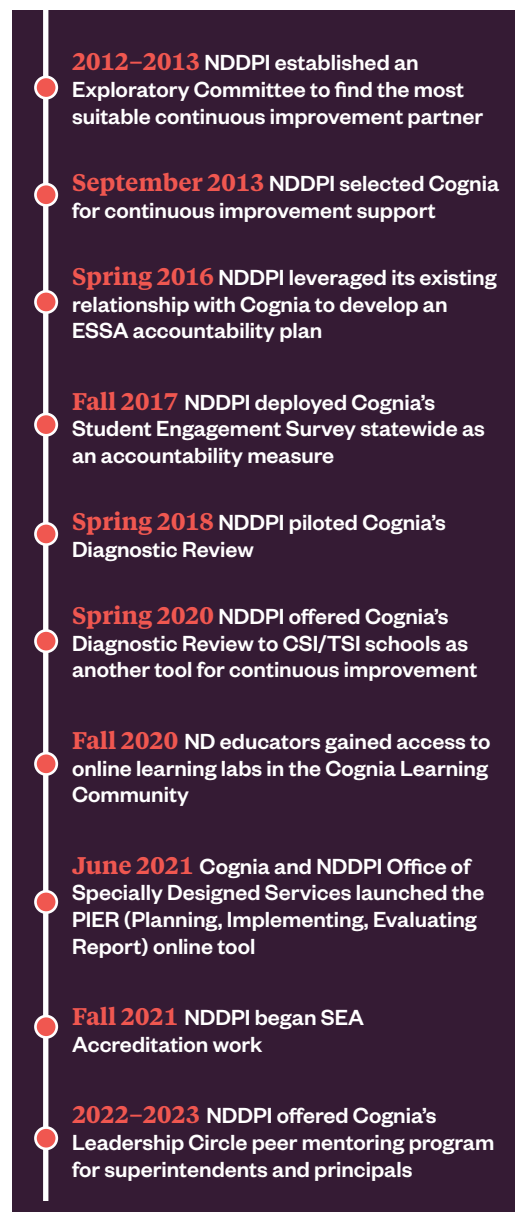 2012–2013 NDDPI established an
Exploratory Committee to find the most
suitable continuous improvement partner
September 2013 NDDPI selected Cognia
for continuous improvement support
Spring 2016 NDDPI leveraged its existing
relationship with Cognia to develop an
ESSA accountability plan
Fall 2017 NDDPI deployed Cognia’s
Student Engagement Survey statewide as
an accountability measure
Spring 2018 NDDPI piloted Cognia’s
Diagnostic Review
Spring 2020 NDDPI offered Cognia’s
Diagnostic Review to CSI/TSI schools as
another tool for continuous improvement
Fall 2020 ND educators gained access to
online learning labs in the Cognia Learning
Community
June 2021 Cognia and NDDPI Office of
Specially Designed Services launched the
PIER (Planning, Implementing, Evaluating
Report) online tool
Fall 2021 NDDPI began SEA
Accreditation work
2022–2023 NDDPI offered Cognia’s
Leadership Circle peer mentoring program
for superintendents and principals